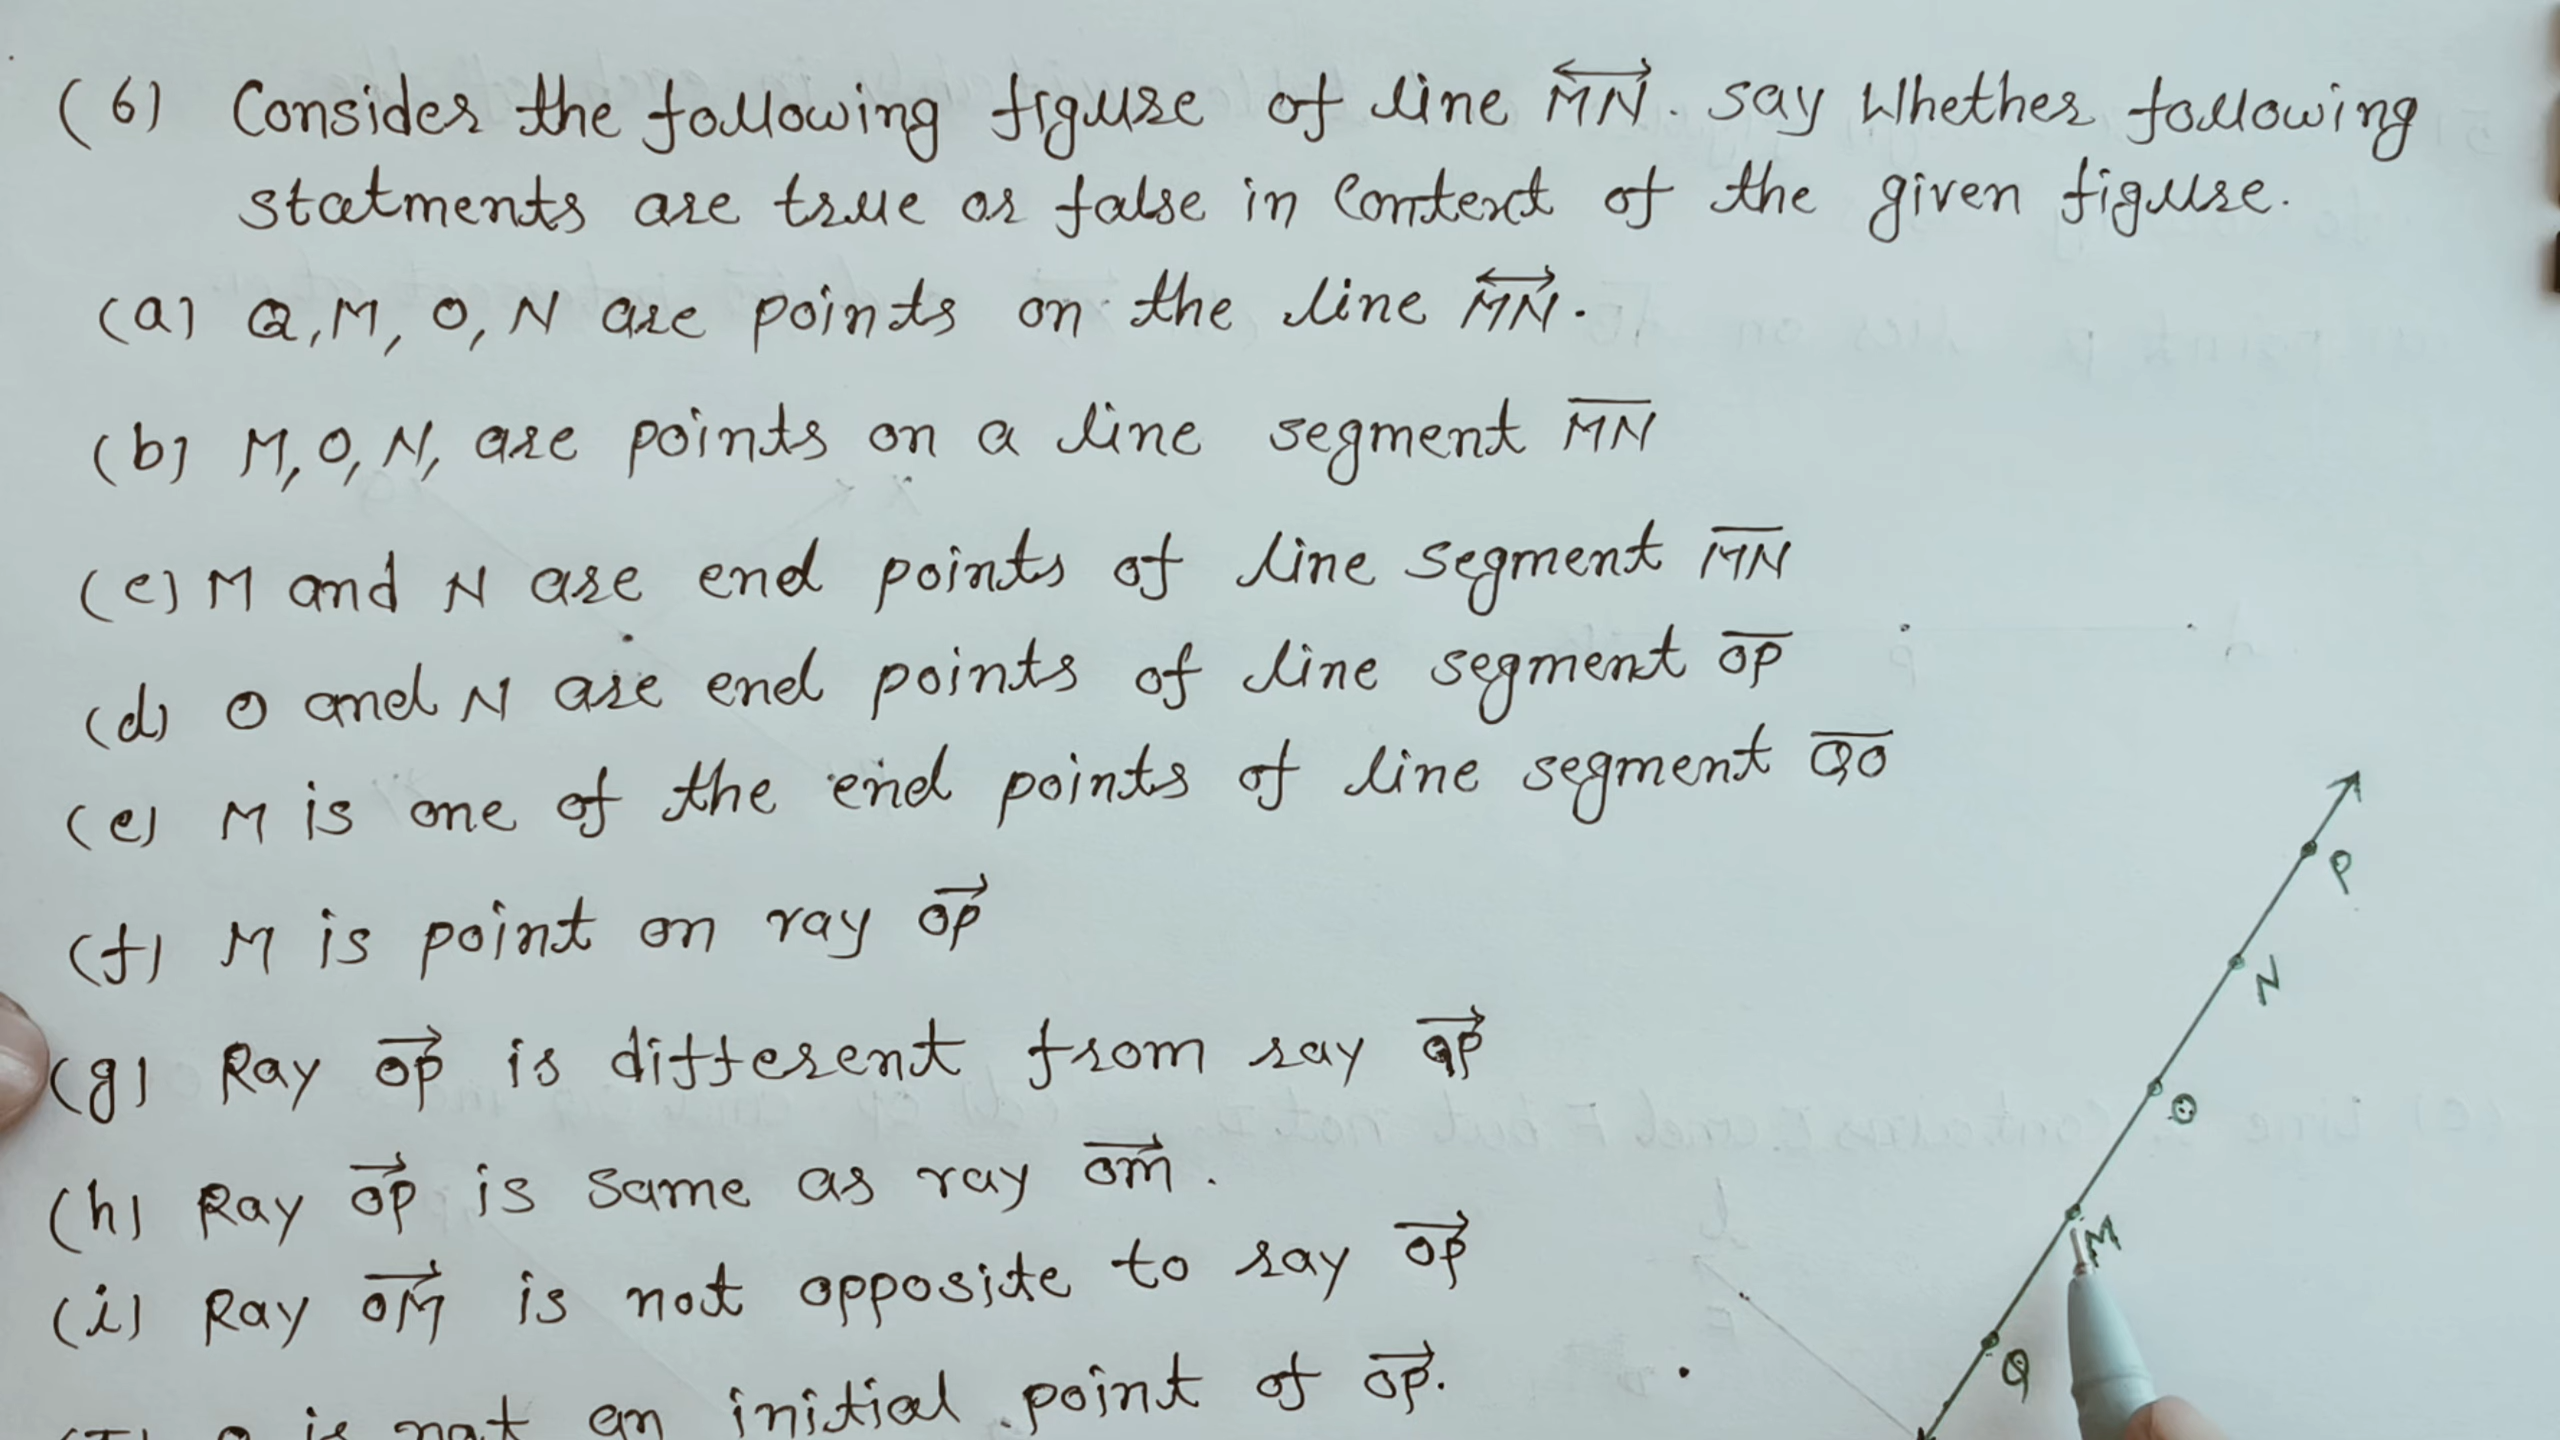 (6) Consider the following figure of line MN. say Whether following
statments are true or false in Context of the given figure.
(a) Q, M, O, N are points on the line MN.
(b) M, O, N, are points on a line segment MN
(c) M and N are end points of line segment MN
(d) O and N are end points of line segment OP
(e) M is one of the end points of line segment QO
(f) M is point on ray OP
(g) Ray OP is different from ray QP
(h) Ray OP is same as ray OM.
(i) Ray OM is not opposite to ray OP
is not an initial point of OP.
P
N
O
M
Q